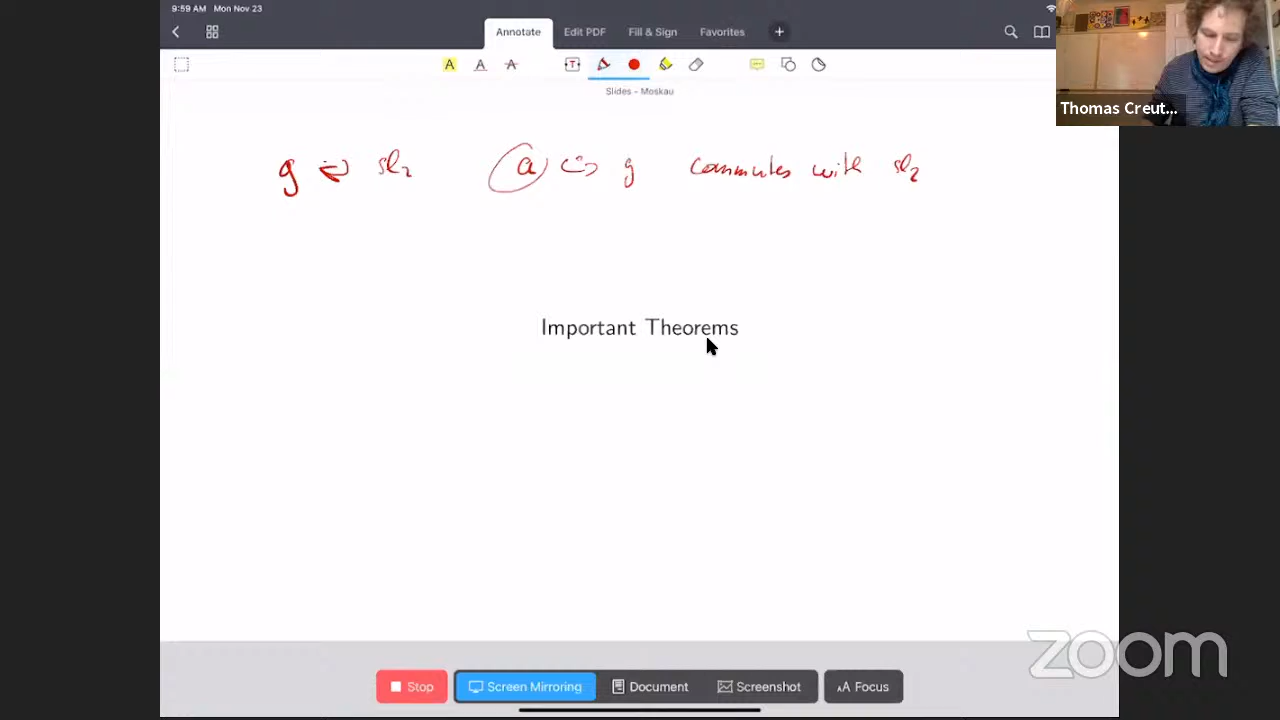 9:59 AM Mon Nov 23
Annotate Edit PDF Fill & Sign Favorites +
A A A T
Slides - Moskau
Thomas Creut...
g sl₂ a g commutes with sl₂
Important Theorems
zoom
Stop Screen Mirroring Document Screenshot AA Focus